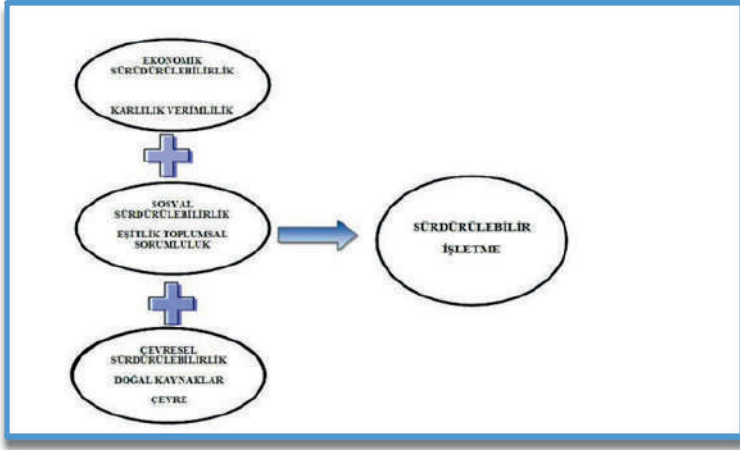 EKONOMİK
SÜRÜDÜRÜLEBİLİRLİK
KARLILIK VERİMLİLİK
SOSYAL
SÜRDÜRÜLEBİLİRLİK
EŞİTLİK TOPLUMSAL
SORUMLULUK
SÜRDÜRÜLEBİLİR
İŞLETME
ÇEVRESEL
SÜRDÜRÜLEBİLİRLİK
DOĞAL KAYNAKLAR
ÇEVRE